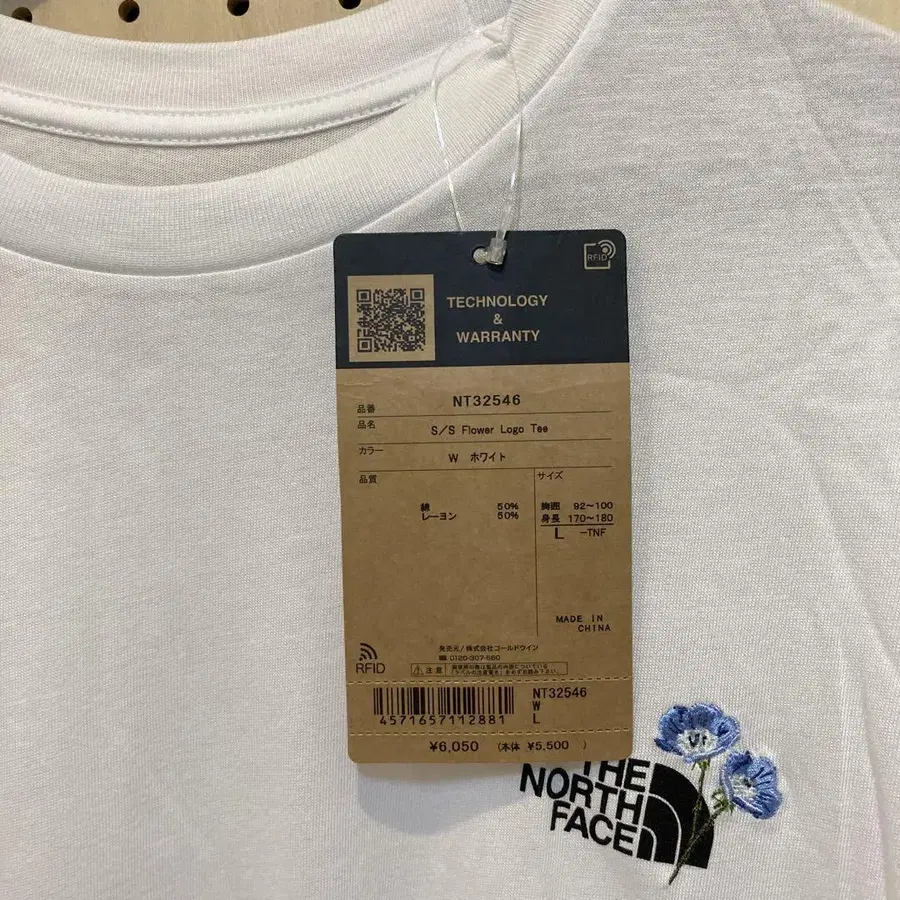 RFID
TECHNOLOGY
&
WARRANTY
品番 NT32546
品名 S/S Flower Logo Tee
カラー W ホワイト
品質
綿 50%
レーヨン 50%
サイズ
胸囲 92~100
身長 170~180
L -TNF
MADE IN
CHINA
発売元/株式会社ゴールドウイン
☎ 0120-307-560
RFID
注意
NT32546
W
L
4571657112881
¥6,050 (本体 ¥5,500 )
THE
NORTH
FACE